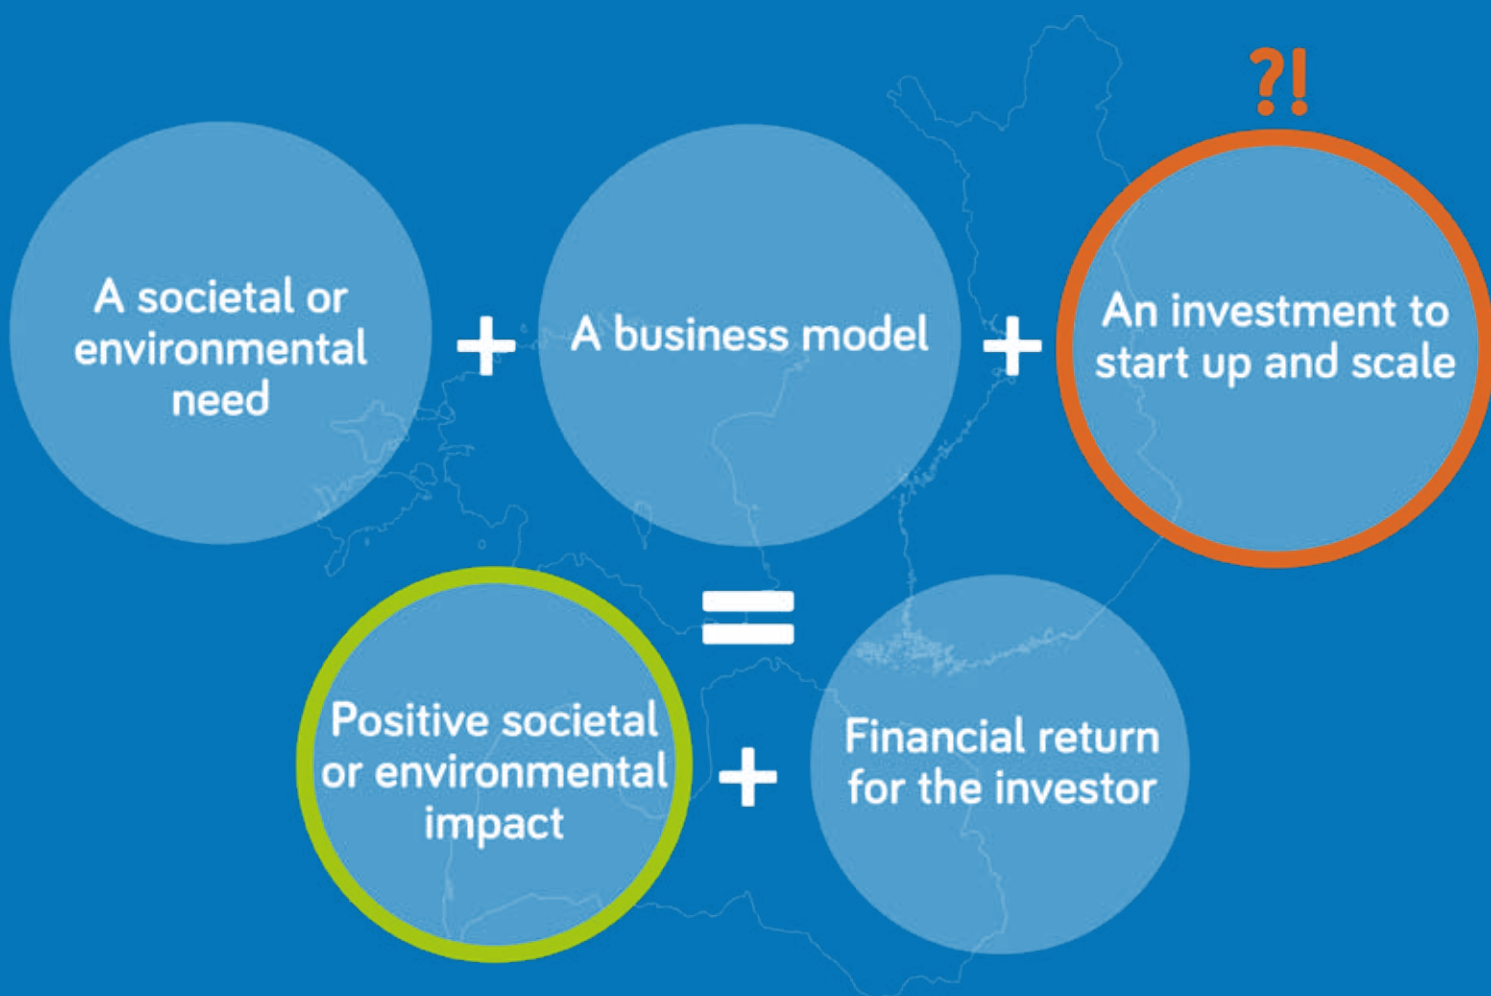 ?!
A societal or
environmental
need
+
A business model
+
An investment to
start up and scale
=
Positive societal
or environmental
impact
+
Financial return
for the investor